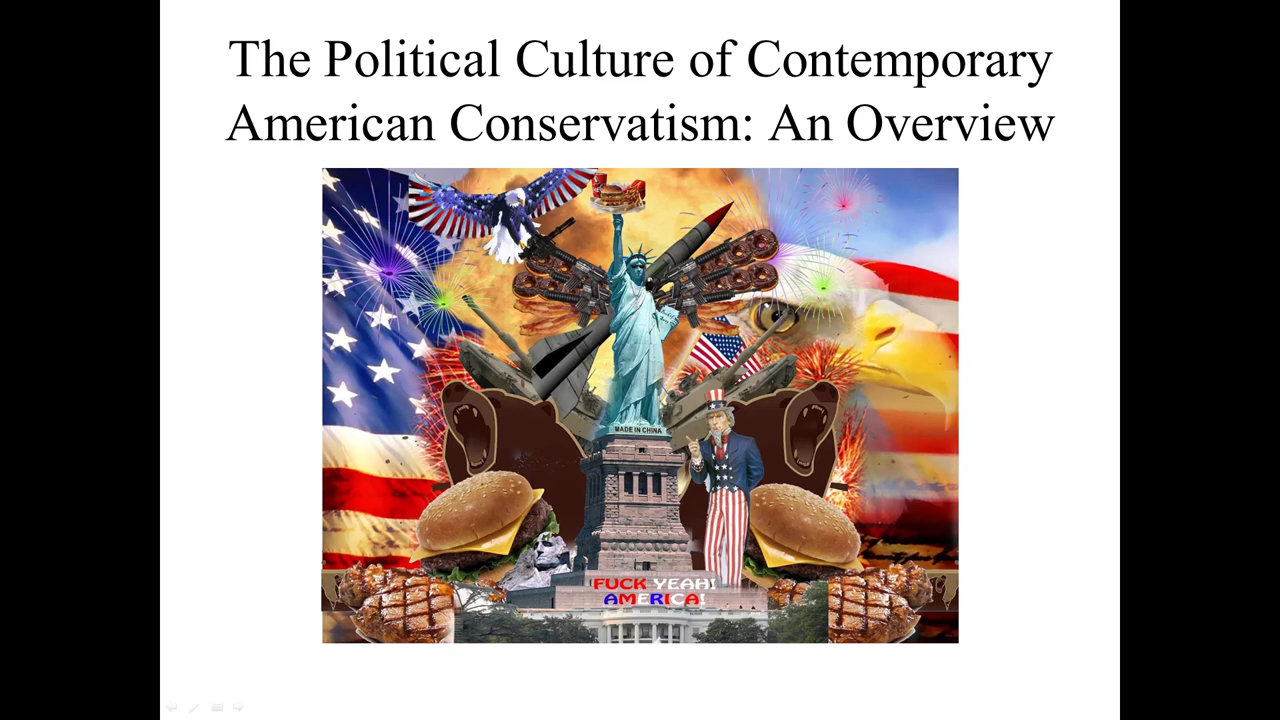 The Political Culture of Contemporary
American Conservatism: An Overview
MADE IN CHINA
FUCK YEAH!
AMERICA!